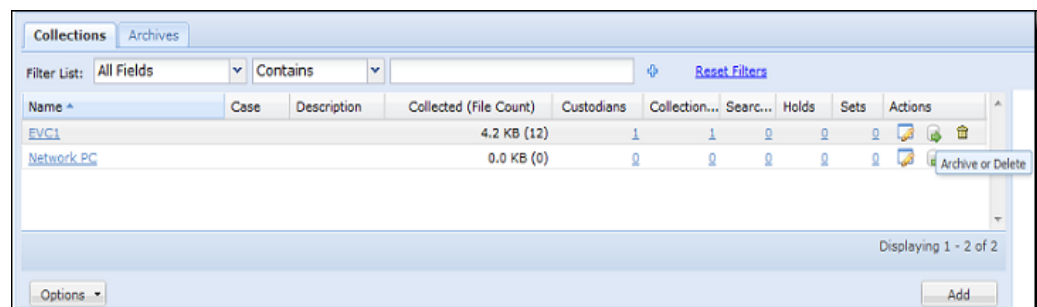 Collections Archives
Filter List: All Fields Contains Reset Filters
Name Case Description Collected (File Count) Custodians Collection... Searc... Holds Sets Actions
EVC1 4.2 KB (12) 1 1 0 0 0
Network PC 0.0 KB (0) 0 0 0 0 0
Archive or Delete
Displaying 1 - 2 of 2
Options Add